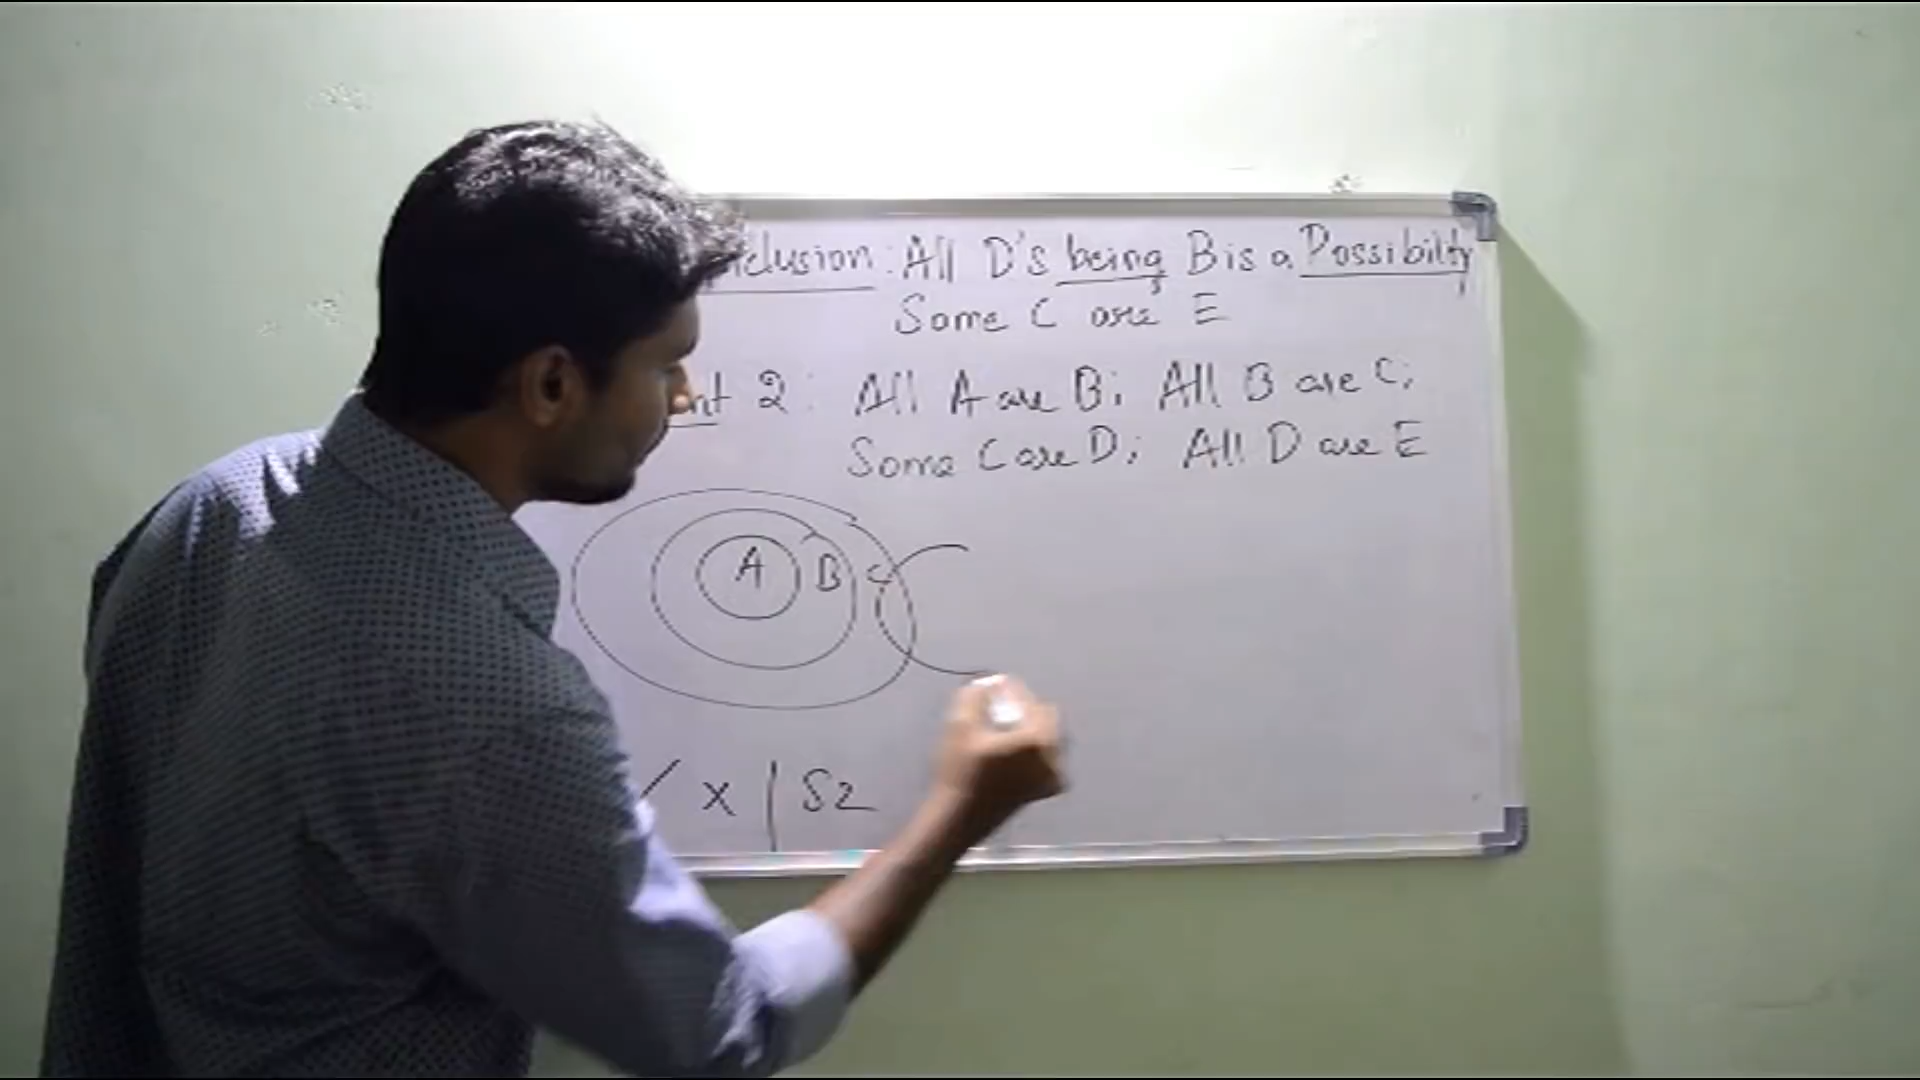 clusion: All D's being B is a Possibility
Some C are E
nt 2: All A are B; All B are C;
Some C are D; All D are E
A B C
✓ x | S2